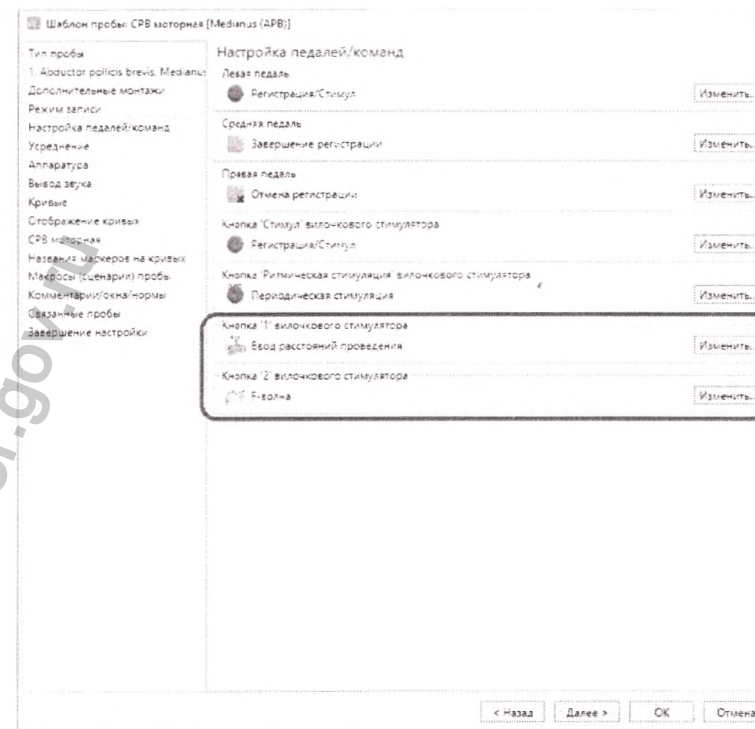 Шаблон пробы: СРВ моторная [Medianus (APB)]
Тип пробы
1. Abductor pollicis brevis, Medianus
Дополнительные монтажи
Режим записи
Настройка педалей/команд
Усреднение
Аппаратура
Вывод звука
Кривые
Отображение кривых
СРВ моторная
Названия маркеров на кривых
Макросы (сценарии) пробы
Комментарии/окна/нормы
Связанные пробы
Завершение настройки
Настройка педалей/команд
Левая педаль
Регистрация/Стимул
Изменить...
Средняя педаль
Завершение регистрации
Изменить...
Правая педаль
Отмена регистрации
Изменить...
Кнопка 'Стимул' вилочкового стимулятора
Регистрация/Стимул
Изменить...
Кнопка 'Ритмическая стимуляция' вилочкового стимулятора
Периодическая стимуляция
Изменить...
Кнопка '1' вилочкового стимулятора
Ввод расстояний проведения
Изменить...
Кнопка '2' вилочкового стимулятора
F-волна
Изменить...
< Назад
Далее >
OK
Отмена
.gov.ru